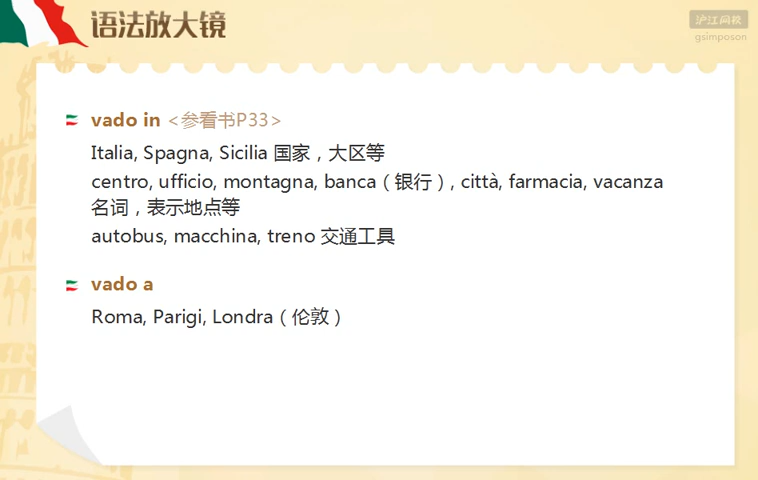 语法放大镜
沪江网校
gsimposon
vado in <参看书P33>
Italia, Spagna, Sicilia 国家，大区等
centro, ufficio, montagna, banca（银行）, città, farmacia, vacanza
名词，表示地点等
autobus, macchina, treno 交通工具
vado a
Roma, Parigi, Londra（伦敦）